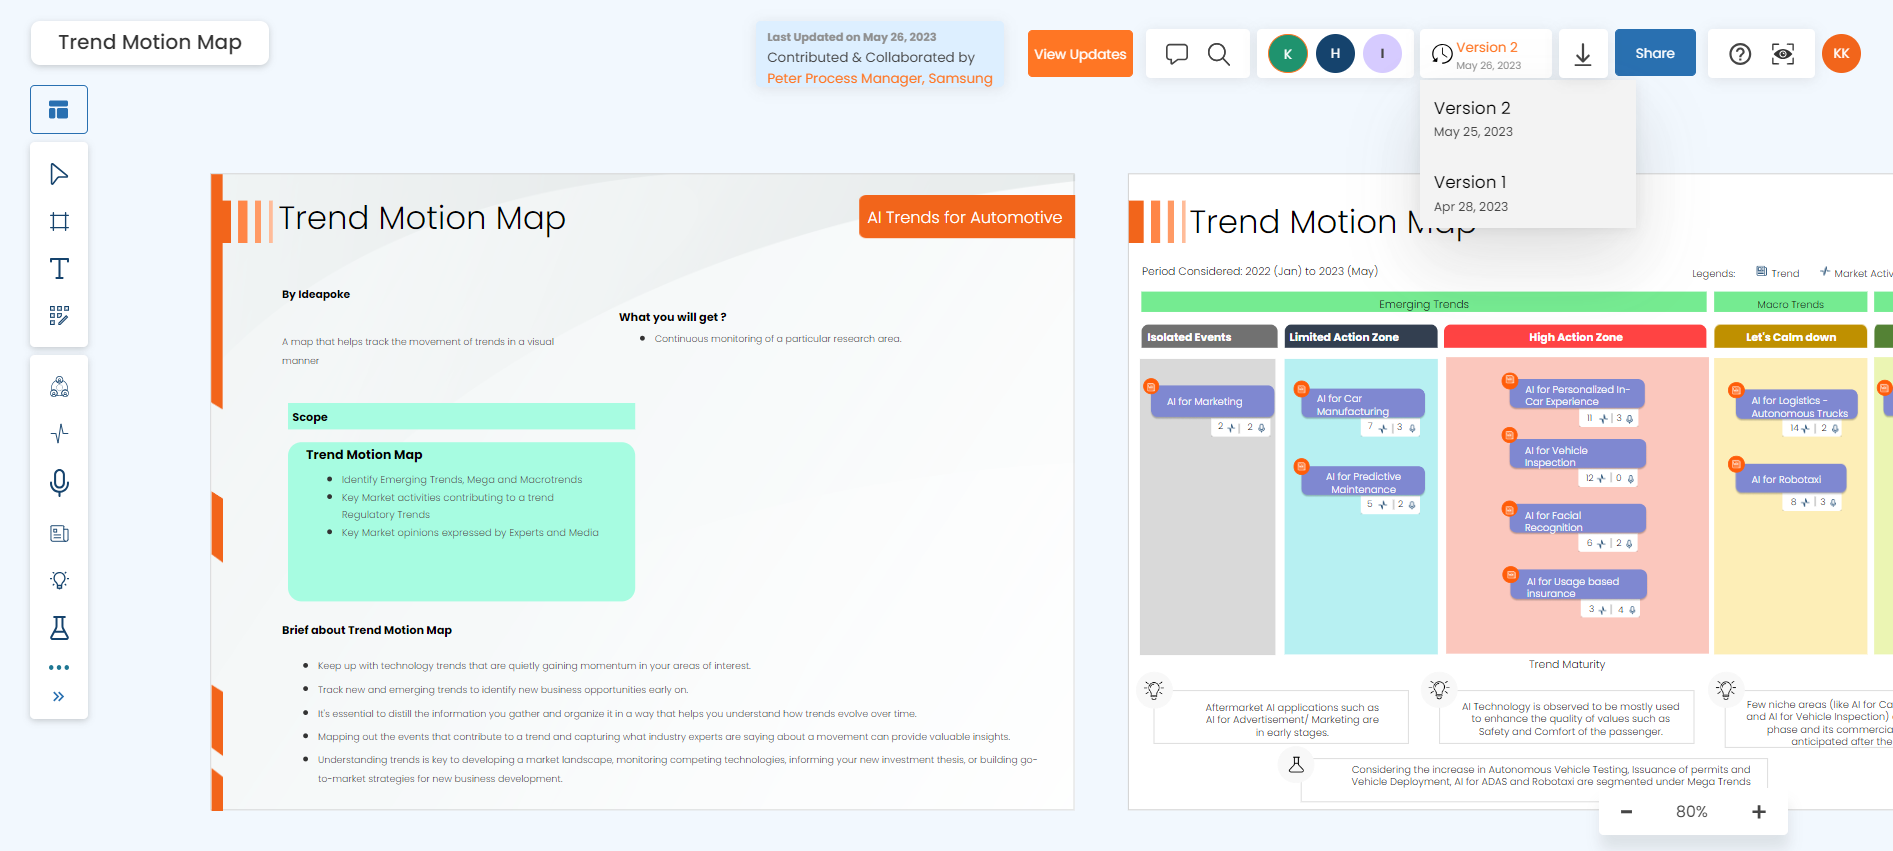 Trend Motion Map
Last Updated on May 26, 2023
Contributed & Collaborated by
Peter Process Manager, Samsung
View Updates
K
H
I
Version 2
May 26, 2023
Share
KK
Version 2
May 25, 2023
Version 1
Apr 28, 2023
Trend Motion Map
AI Trends for Automotive
By Ideapoke
A map that helps track the movement of trends in a visual
manner
What you will get ?
Continuous monitoring of a particular research area.
Scope
Trend Motion Map
Identify Emerging Trends, Mega and Macrotrends
Key Market activities contributing to a trend
Regulatory Trends
Key Market opinions expressed by Experts and Media
Brief about Trend Motion Map
Keep up with technology trends that are quietly gaining momentum in your areas of interest.
Track new and emerging trends to identify new business opportunities early on.
It's essential to distill the information you gather and organize it in a way that helps you understand how trends evolve over time.
Mapping out the events that contribute to a trend and capturing what industry experts are saying about a movement can provide valuable insights.
Understanding trends is key to developing a market landscape, monitoring competing technologies, informing your new investment thesis, or building go-
to-market strategies for new business development.
Trend Motion Map
Period Considered: 2022 (Jan) to 2023 (May)
Legends:
Trend
Market Activ
Emerging Trends
Macro Trends
Isolated Events
Limited Action Zone
High Action Zone
Let's Calm down
AI for Marketing
2 | 2
AI for Car
Manufacturing
7 | 3
AI for Predictive
Maintenance
5 | 2
AI for Personalized In-
Car Experience
11 | 3
AI for Vehicle
Inspection
12 | 0
AI for Facial
Recognition
6 | 2
AI for Usage based
insurance
3 | 4
AI for Logistics -
Autonomous Trucks
14 | 2
AI for Robotaxi
8 | 3
Trend Maturity
Aftermarket AI applications such as
AI for Advertisement/ Marketing are
in early stages.
AI Technology is observed to be mostly used
to enhance the quality of values such as
Safety and Comfort of the passenger.
Few niche areas (like AI for Ca
and AI for Vehicle Inspection)
phase and its commercia
anticipated after the
Considering the increase in Autonomous Vehicle Testing, Issuance of permits and
Vehicle Deployment, AI for ADAS and Robotaxi are segmented under Mega Trends
80%